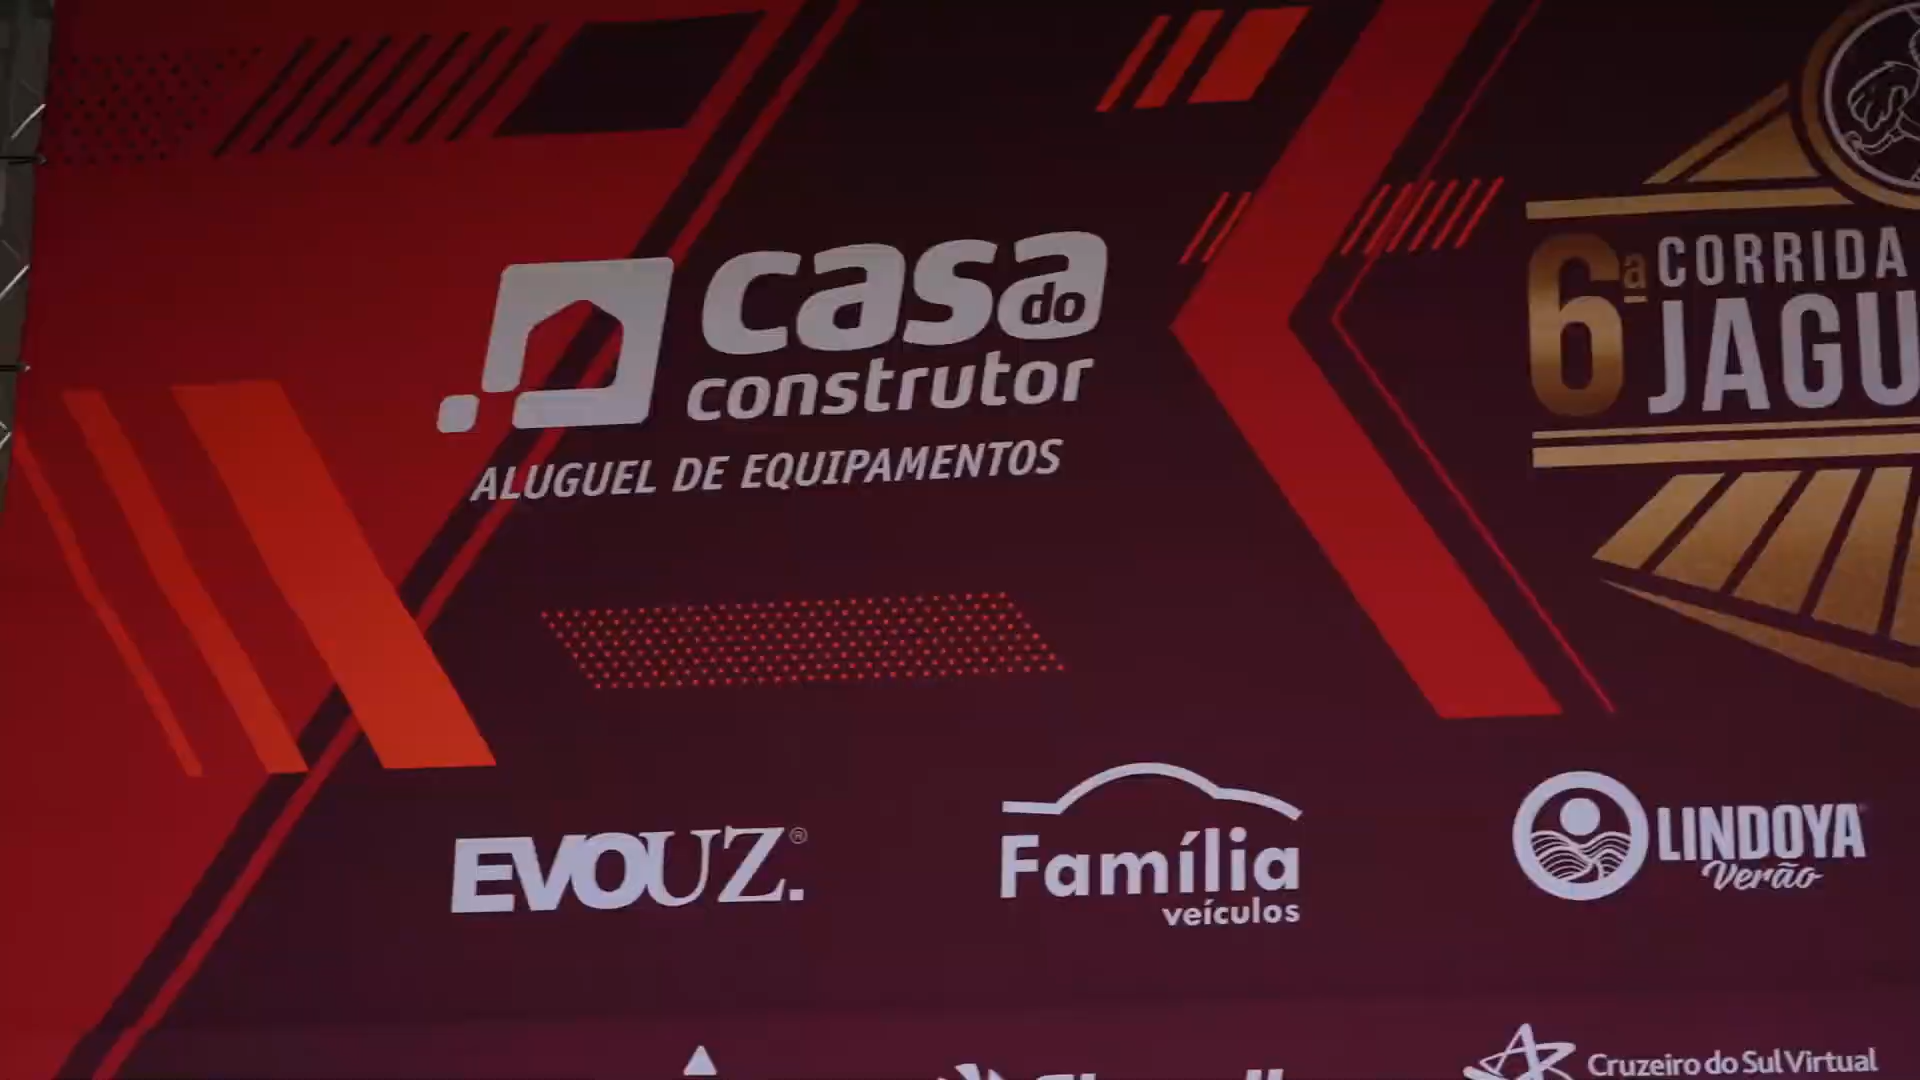 casa
do
construtor
ALUGUEL DE EQUIPAMENTOS
6ª CORRIDA
JAGU
EVOUZ.®
Família
veículos
LINDOYA
Verão
Cruzeiro do Sul Virtual